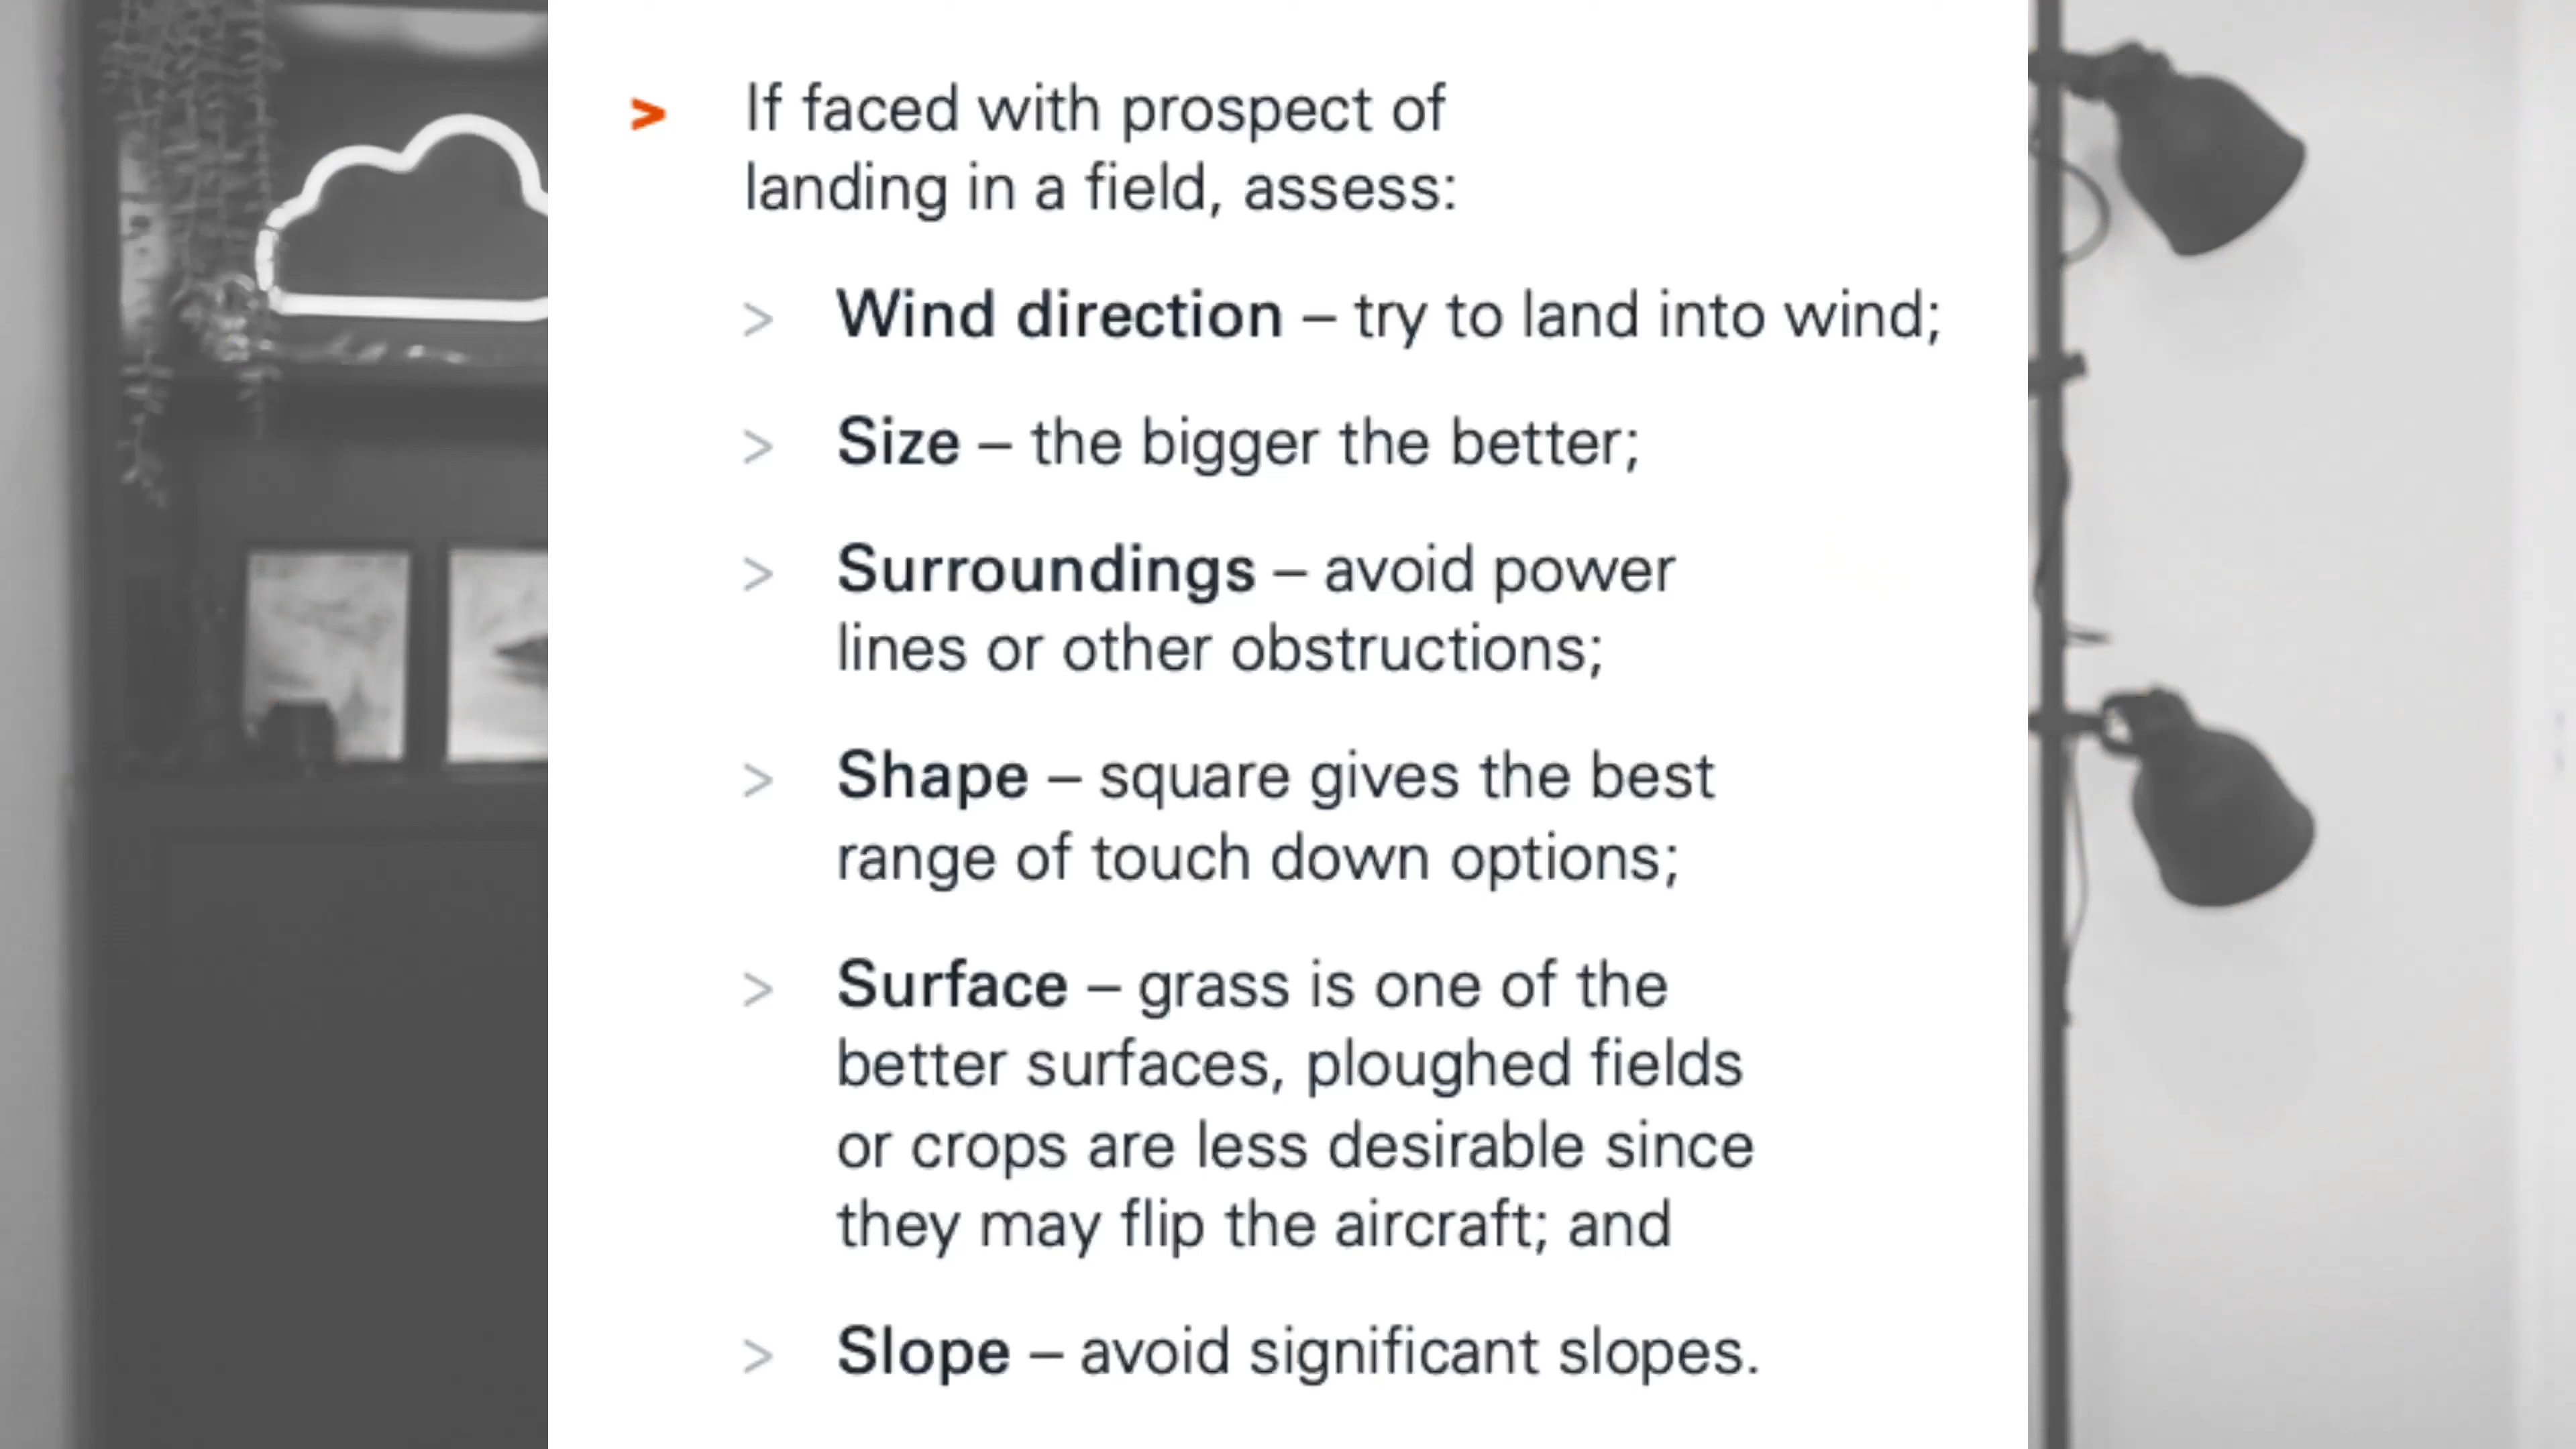 > If faced with prospect of
landing in a field, assess:
> Wind direction – try to land into wind;
> Size – the bigger the better;
> Surroundings – avoid power
lines or other obstructions;
> Shape – square gives the best
range of touch down options;
> Surface – grass is one of the
better surfaces, ploughed fields
or crops are less desirable since
they may flip the aircraft; and
> Slope – avoid significant slopes.